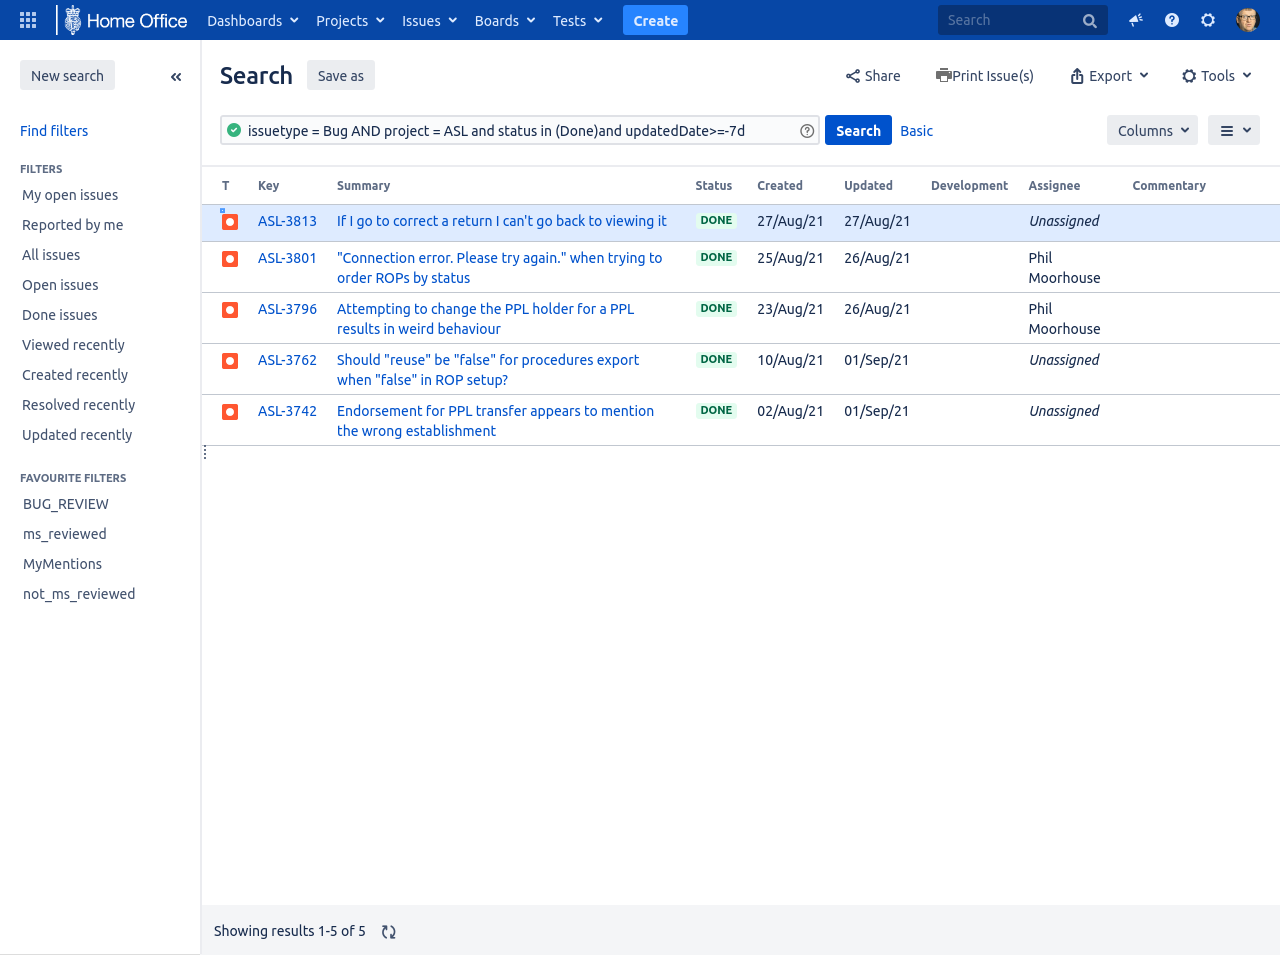 Home Office Dashboards Projects Issues Boards Tests Create Search
New search
Search Save as Share Print Issue(s) Export Tools
Find filters
issuetype = Bug AND project = ASL and status in (Done)and updatedDate>=-7d Search Basic Columns
FILTERS
My open issues
Reported by me
All issues
Open issues
Done issues
Viewed recently
Created recently
Resolved recently
Updated recently
FAVOURITE FILTERS
BUG_REVIEW
ms_reviewed
MyMentions
not_ms_reviewed
T Key Summary Status Created Updated Development Assignee Commentary
ASL-3813 If I go to correct a return I can't go back to viewing it DONE 27/Aug/21 27/Aug/21 Unassigned
ASL-3801 "Connection error. Please try again." when trying to DONE 25/Aug/21 26/Aug/21 Phil
order ROPs by status Moorhouse
ASL-3796 Attempting to change the PPL holder for a PPL DONE 23/Aug/21 26/Aug/21 Phil
results in weird behaviour Moorhouse
ASL-3762 Should "reuse" be "false" for procedures export DONE 10/Aug/21 01/Sep/21 Unassigned
when "false" in ROP setup?
ASL-3742 Endorsement for PPL transfer appears to mention DONE 02/Aug/21 01/Sep/21 Unassigned
the wrong establishment
Showing results 1-5 of 5